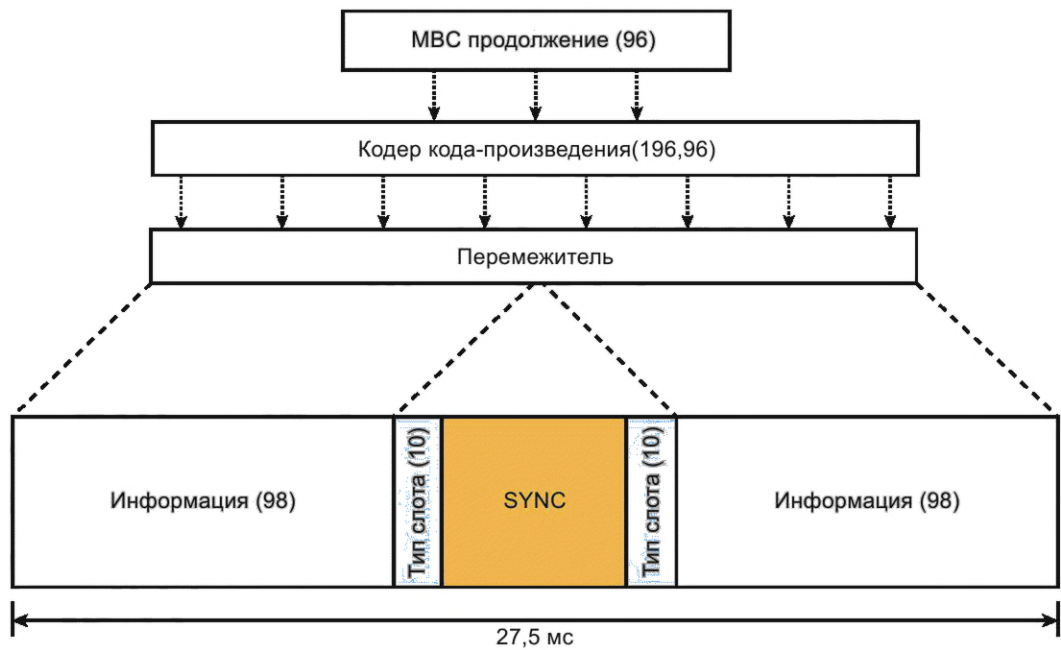 МВС продолжение (96)
Кодер кода-произведения(196,96)
Перемежитель
Информация (98)
Тип слота (10)
SYNC
Тип слота (10)
Информация (98)
27,5 мс